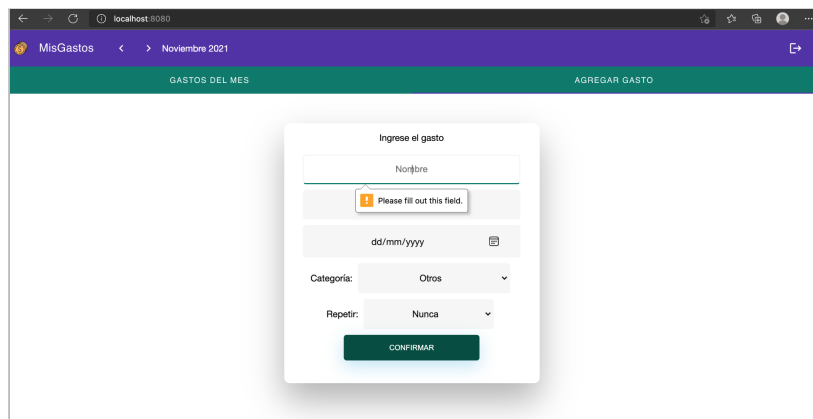 localhost:8080
MisGastos < > Noviembre 2021
GASTOS DEL MES AGREGAR GASTO
Ingrese el gasto
Nombre
Please fill out this field.
dd/mm/yyyy
Categoría: Otros
Repetir: Nunca
CONFIRMAR